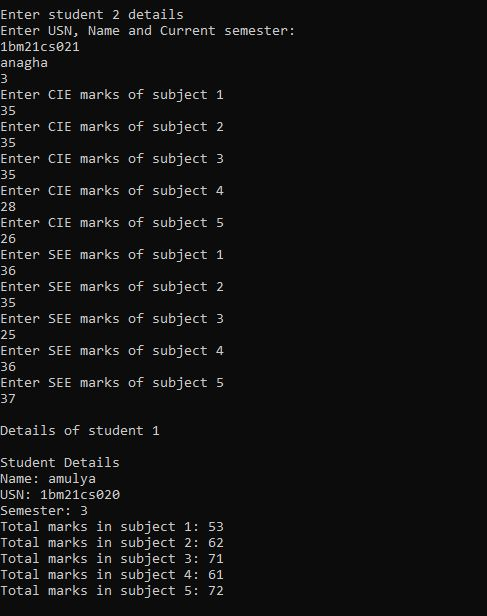 Enter student 2 details
Enter USN, Name and Current semester:
1bm21cs021
anagha
3
Enter CIE marks of subject 1
35
Enter CIE marks of subject 2
35
Enter CIE marks of subject 3
35
Enter CIE marks of subject 4
28
Enter CIE marks of subject 5
26
Enter SEE marks of subject 1
36
Enter SEE marks of subject 2
35
Enter SEE marks of subject 3
25
Enter SEE marks of subject 4
36
Enter SEE marks of subject 5
37
Details of student 1
Student Details
Name: amulya
USN: 1bm21cs020
Semester: 3
Total marks in subject 1: 53
Total marks in subject 2: 62
Total marks in subject 3: 71
Total marks in subject 4: 61
Total marks in subject 5: 72